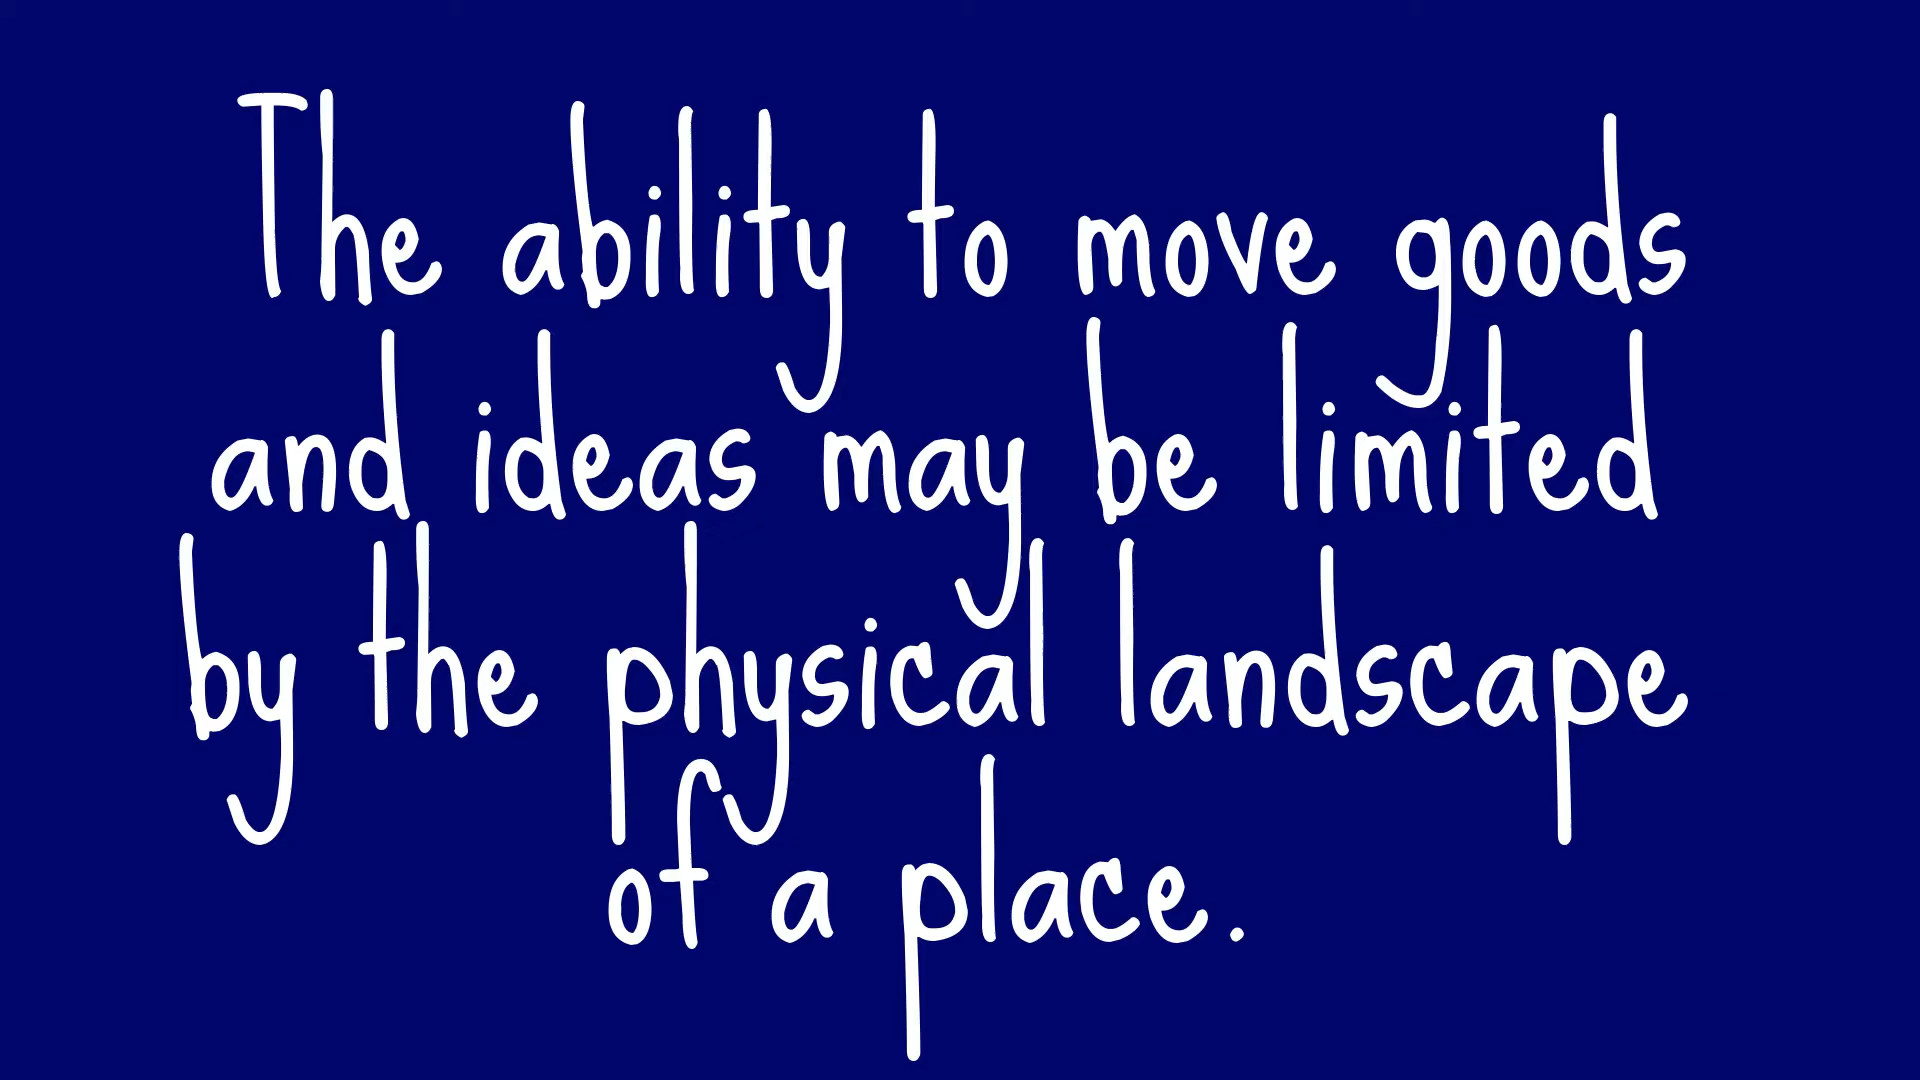 The ability to move goods
and ideas may be limited
by the physical landscape
of a place.